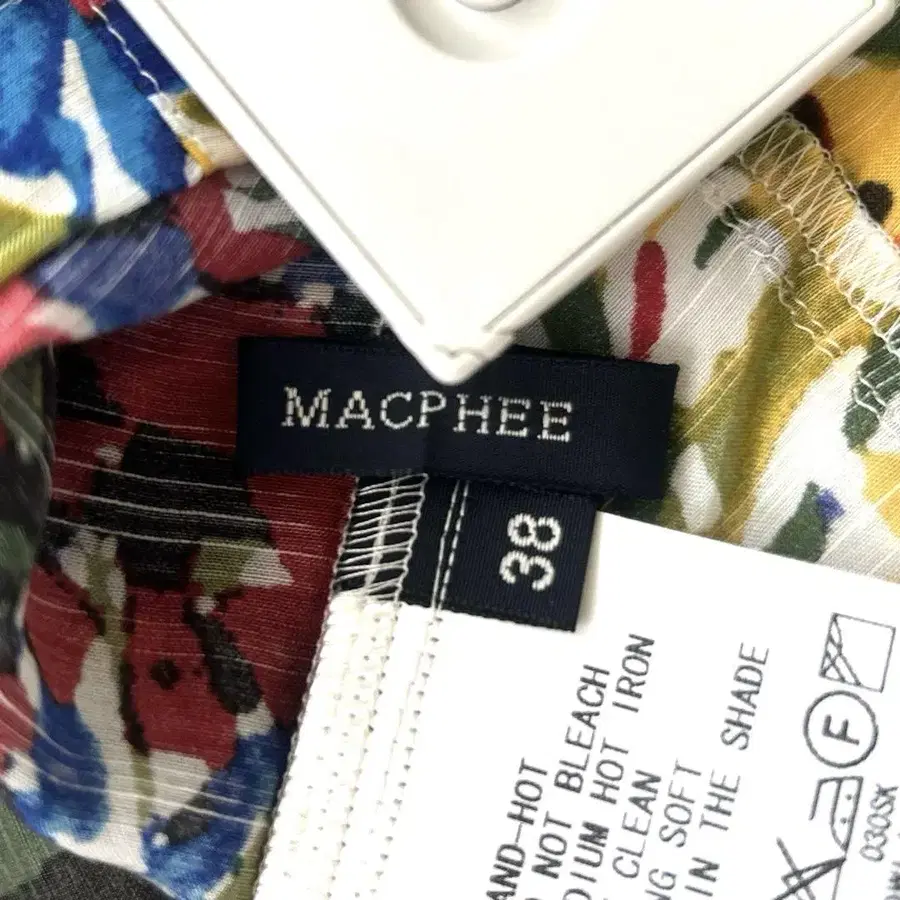 MACPHEE
38
AND-HOT
NOT BLEACH
DIUM HOT IRON
CLEAN
NG SOFT
IN THE SHADE
F
030SK